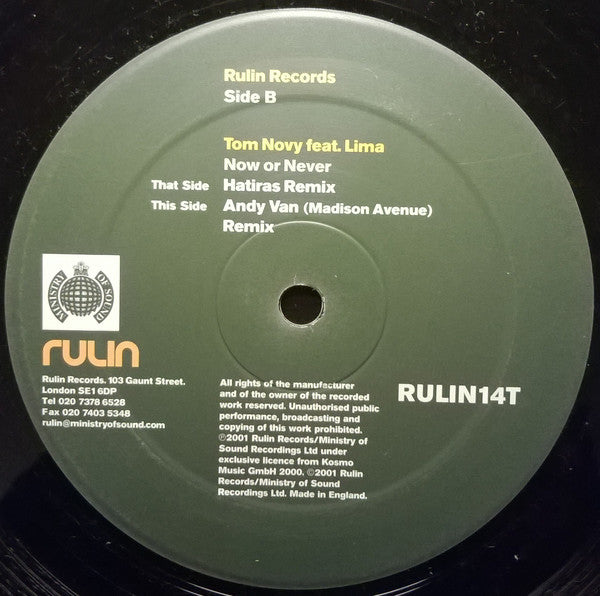 Rulin Records
Side B
Tom Novy feat. Lima
Now or Never
That Side Hatiras Remix
This Side Andy Van (Madison Avenue)
Remix
MINISTRY OF SOUND
rulin
Rulin Records. 103 Gaunt Street.
London SE1 6DP
Tel 020 7378 6528
Fax 020 7403 5348
rulin@ministryofsound.com
All rights of the manufacturer
and of the owner of the recorded
work reserved. Unauthorised public
performance, broadcasting and
copying of this work prohibited.
℗2001 Rulin Records/Ministry of
Sound Recordings Ltd under
exclusive licence from Kosmo
Music GmbH 2000. ©2001 Rulin
Records/Ministry of Sound
Recordings Ltd. Made in England.
RULIN14T